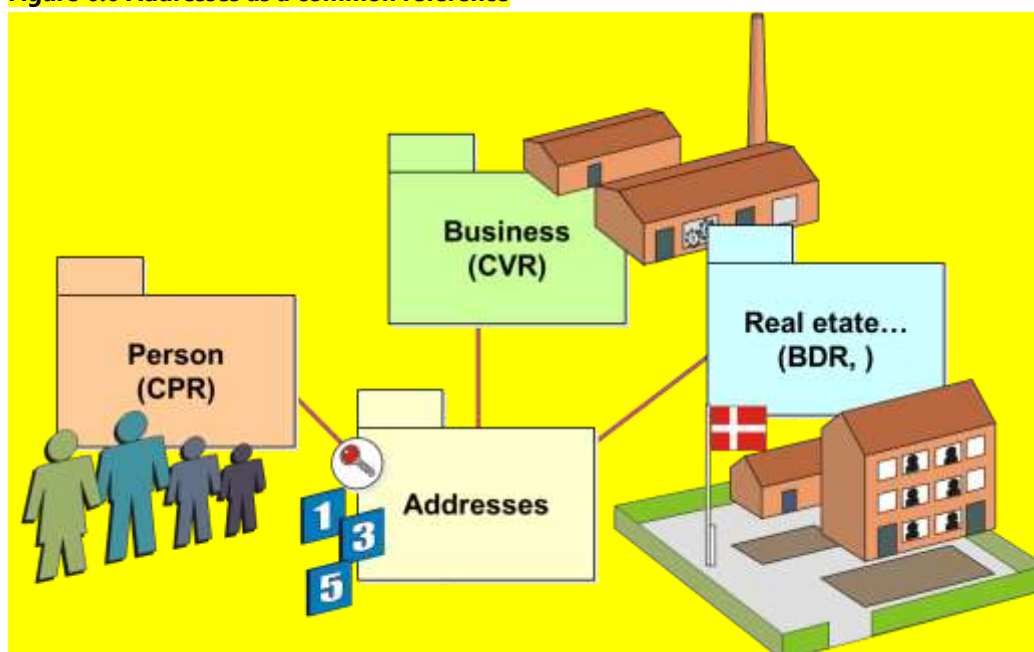 Business
(CVR)
Real etate…
(BDR, )
Person
(CPR)
Addresses
1
3
5